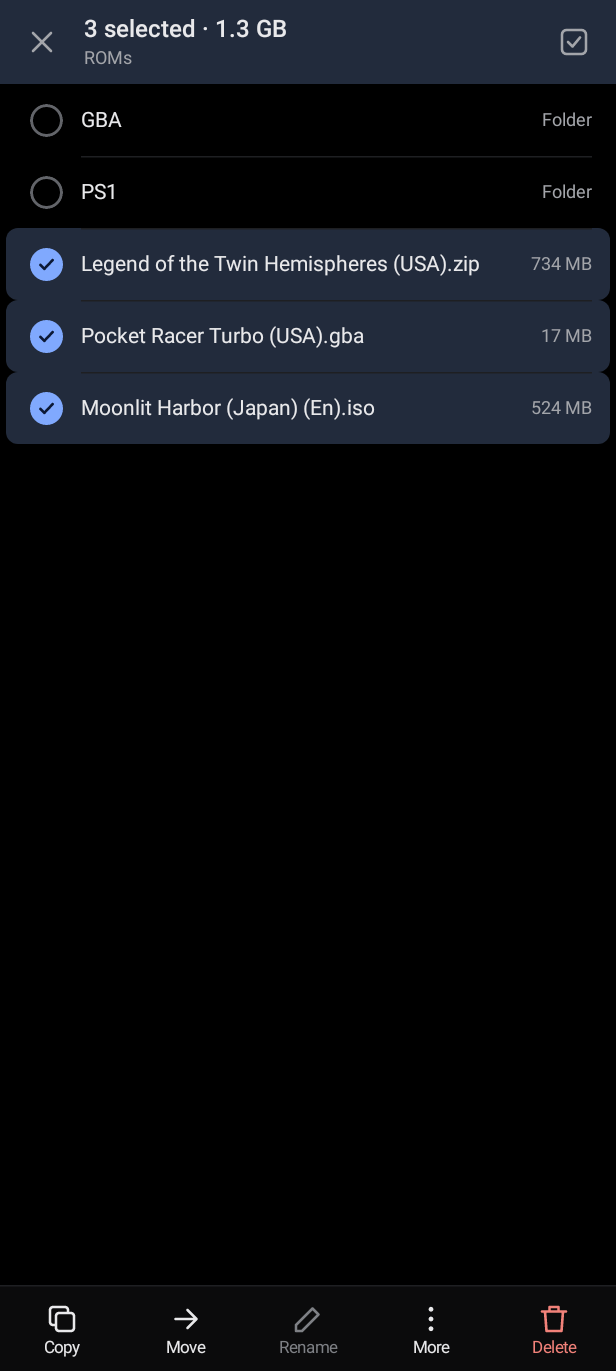 3 selected · 1.3 GB
ROMs
GBA Folder
PS1 Folder
Legend of the Twin Hemispheres (USA).zip 734 MB
Pocket Racer Turbo (USA).gba 17 MB
Moonlit Harbor (Japan) (En).iso 524 MB
Copy Move Rename More Delete